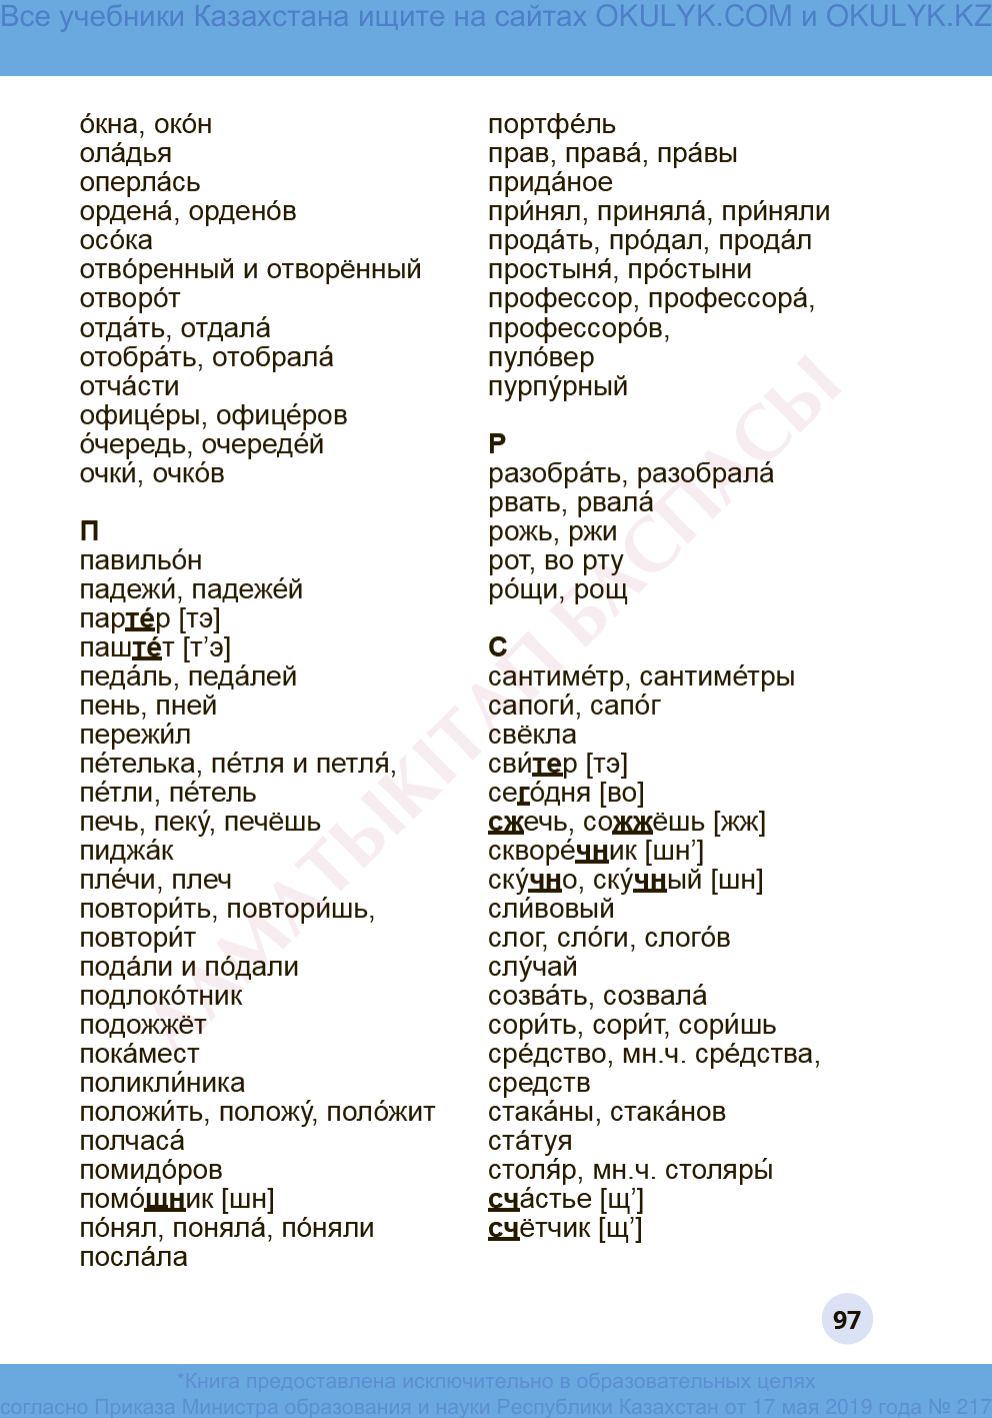 Все учебники Казахстана ищите на сайтах OKULYK.COM и OKULYK.KZ
о́кна, око́н
ола́дья
оперла́сь
ордена́, ордено́в
осо́ка
отво́ренный и отворённый
отворо́т
отда́ть, отдала́
отобра́ть, отобрала́
отча́сти
офице́ры, офице́ров
о́чередь, очереде́й
очки́, очко́в
П
павильо́н
падежи́, падеже́й
парте́р [тэ]
паште́т [т’э]
педа́ль, педа́лей
пень, пней
пережи́л
пе́телька, пе́тля и петля́,
пе́тли, пе́тель
печь, пеку́, печёшь
пиджа́к
пле́чи, плеч
повтори́ть, повтори́шь,
повтори́т
пода́ли и по́дали
подлоко́тник
подожжёт
пока́мест
поликли́ника
положи́ть, положу́, поло́жит
полчаса́
помидо́ров
помо́щник [шн]
по́нял, поняла́, по́няли
посла́ла
портфе́ль
прав, права́, пра́вы
прида́ное
при́нял, приняла́, при́няли
прода́ть, про́дал, прода́л
простыня́, про́стыни
профессор, профессора́,
профессоро́в,
пуло́вер
пурпу́рный
Р
разобра́ть, разобрала́
рвать, рвала́
рожь, ржи
рот, во рту
ро́щи, рощ
С
сантиме́тр, сантиме́тры
сапоги́, сапо́г
свёкла
сви́тер [тэ]
сего́дня [во]
сжечь, сожжёшь [жж]
скворе́чник [шн’]
ску́чно, ску́чный [шн]
сли́вовый
слог, сло́ги, слого́в
слу́чай
созва́ть, созвала́
сори́ть, сори́т, сори́шь
сре́дство, мн.ч. сре́дства,
средств
стака́ны, стака́нов
ста́туя
столя́р, мн.ч. столяры́
сча́стье [щ’]
счётчик [щ’]
АЛМАТЫКІТАП БАСПАСЫ
97
*Книга предоставлена исключительно в образовательных целях
согласно Приказа Министра образования и науки Республики Казахстан от 17 мая 2019 года № 217